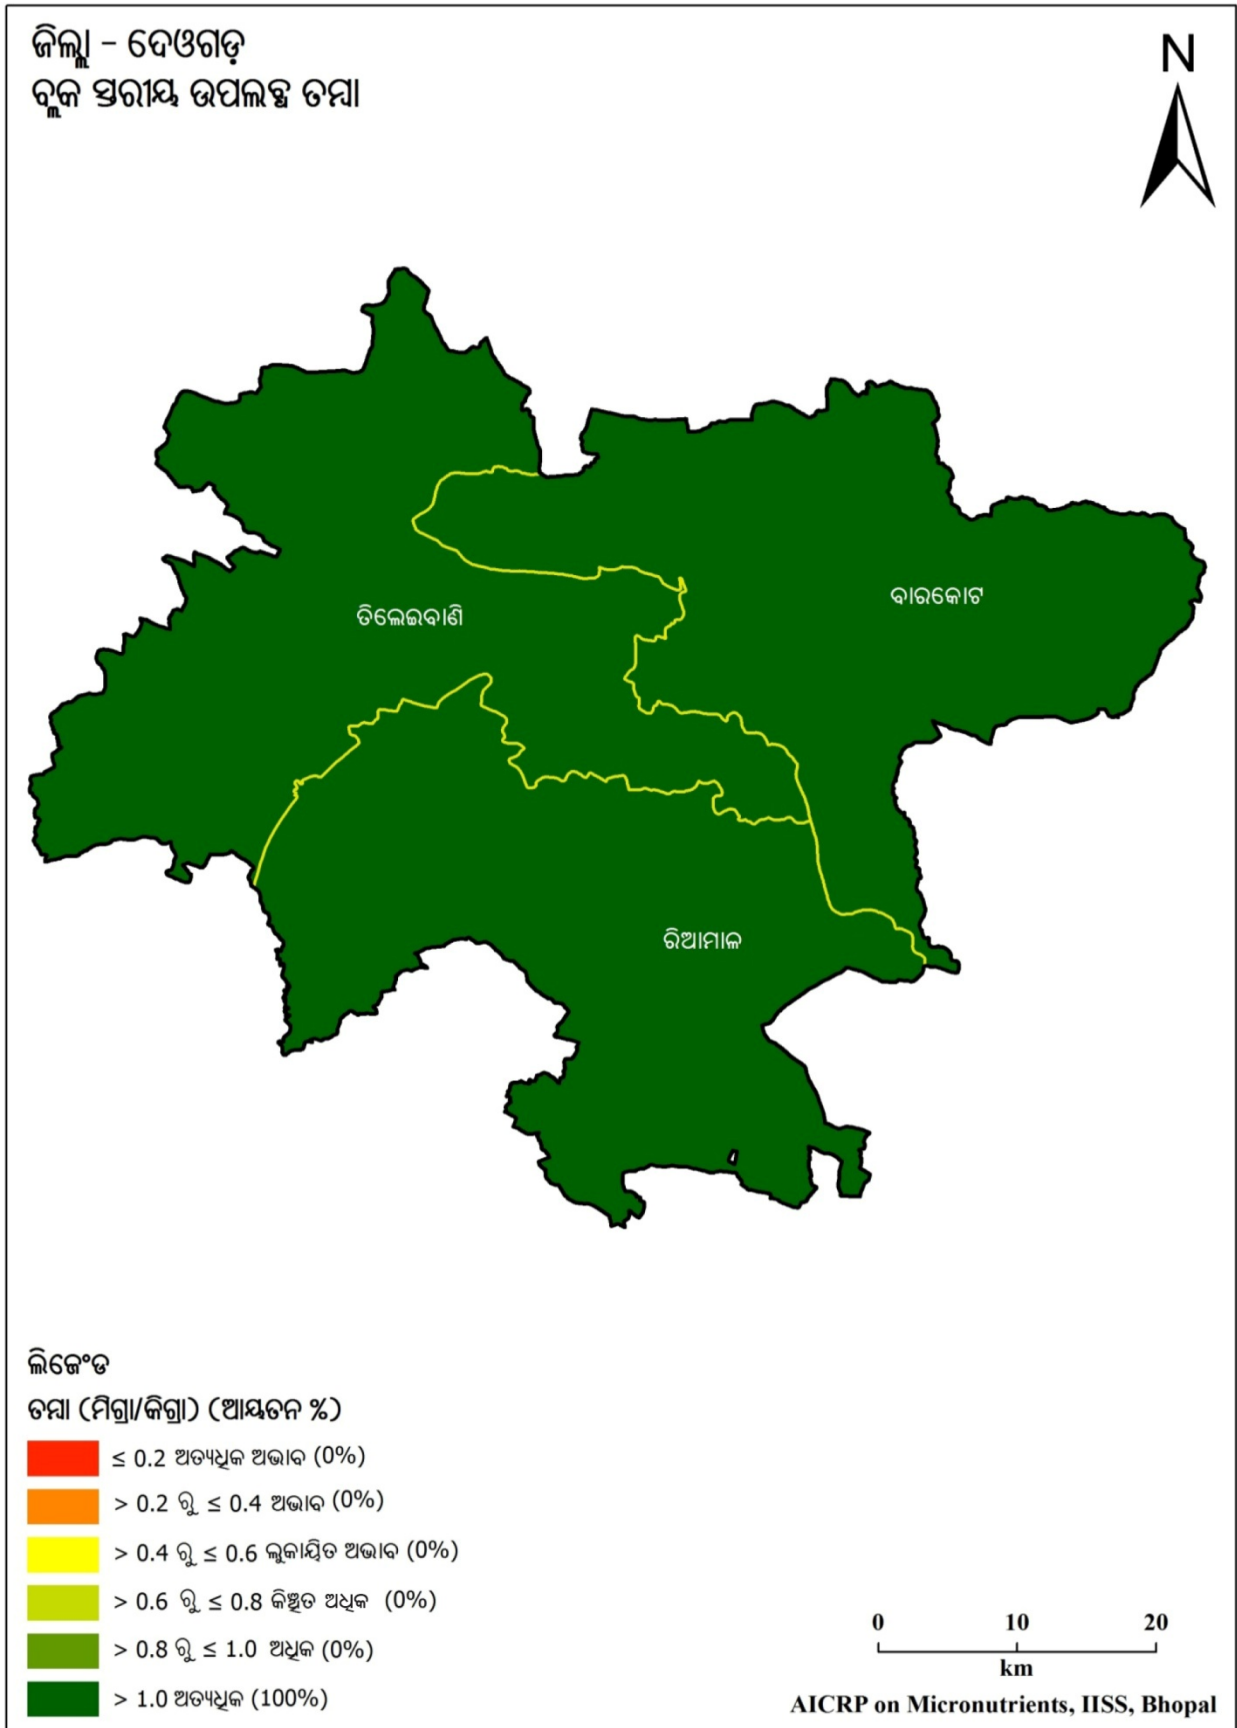 ଜିଲ୍ଲା - ଦେଓଗଡ଼
ବ୍ଲକ ସ୍ତରୀୟ ଉପଲବ୍ଧ ତମ୍ବା
N
ବାରକୋଟ
ତିଲେଇବାଣି
ରିଆମାଳ
ଲିଜେଂଡ
ତମ୍ବା (ମିଗ୍ରା/କିଗ୍ରା) (ଆୟତନ %)
≤ 0.2 ଅତ୍ୟଧିକ ଅଭାବ (0%)
> 0.2 ରୁ ≤ 0.4 ଅଭାବ (0%)
> 0.4 ରୁ ≤ 0.6 ଲୁକାୟିତ ଅଭାବ (0%)
> 0.6 ରୁ ≤ 0.8 କିଞ୍ଚିତ ଅଧିକ (0%)
> 0.8 ରୁ ≤ 1.0 ଅଧିକ (0%)
> 1.0 ଅତ୍ୟଧିକ (100%)
0 10 20
km
AICRP on Micronutrients, IISS, Bhopal